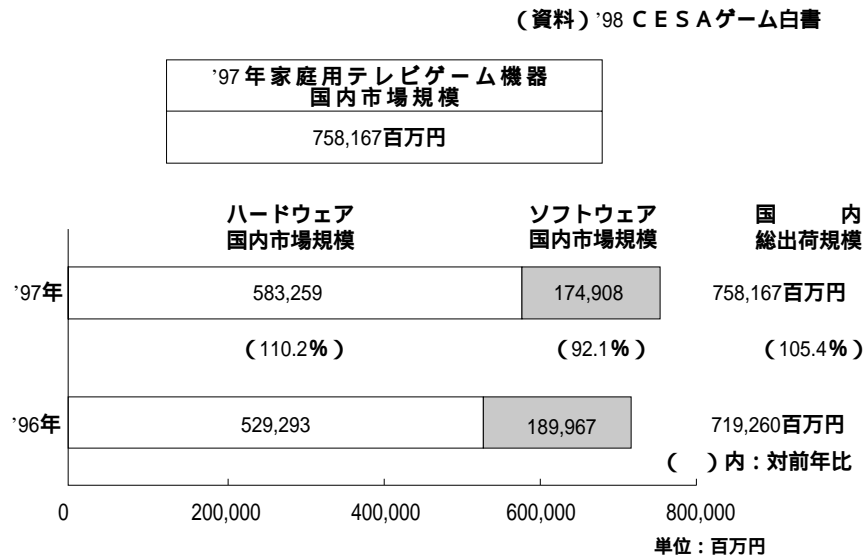 （資料）’98 ＣＥＳＡゲーム白書
’97年家庭用テレビゲーム機器
国内市場規模
758,167百万円
ハードウェア
国内市場規模
ソフトウェア
国内市場規模
国　　内
総出荷規模
’97年 583,259 174,908 758,167百万円
（110.2％） （92.1％） （105.4％）
’96年 529,293 189,967 719,260百万円
（　）内：対前年比
0 200,000 400,000 600,000 800,000
単位：百万円